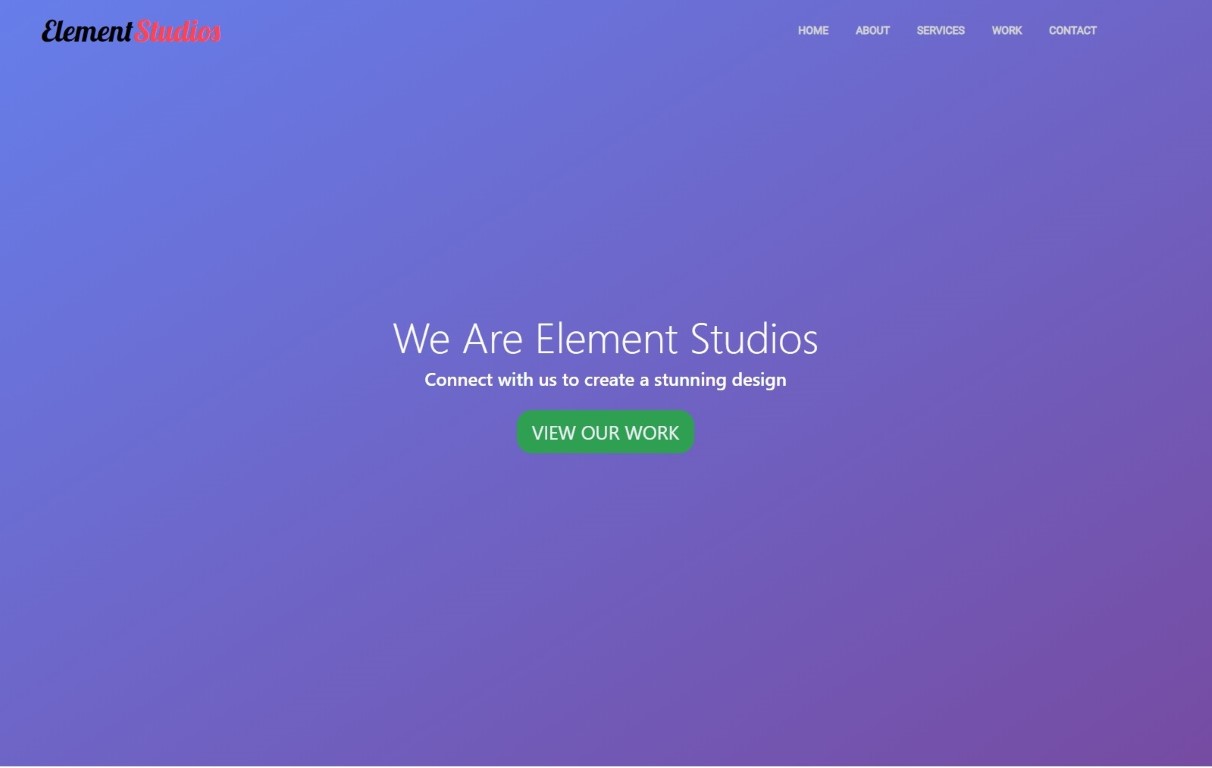 ElementStudios
HOME ABOUT SERVICES WORK CONTACT
We Are Element Studios
Connect with us to create a stunning design
VIEW OUR WORK